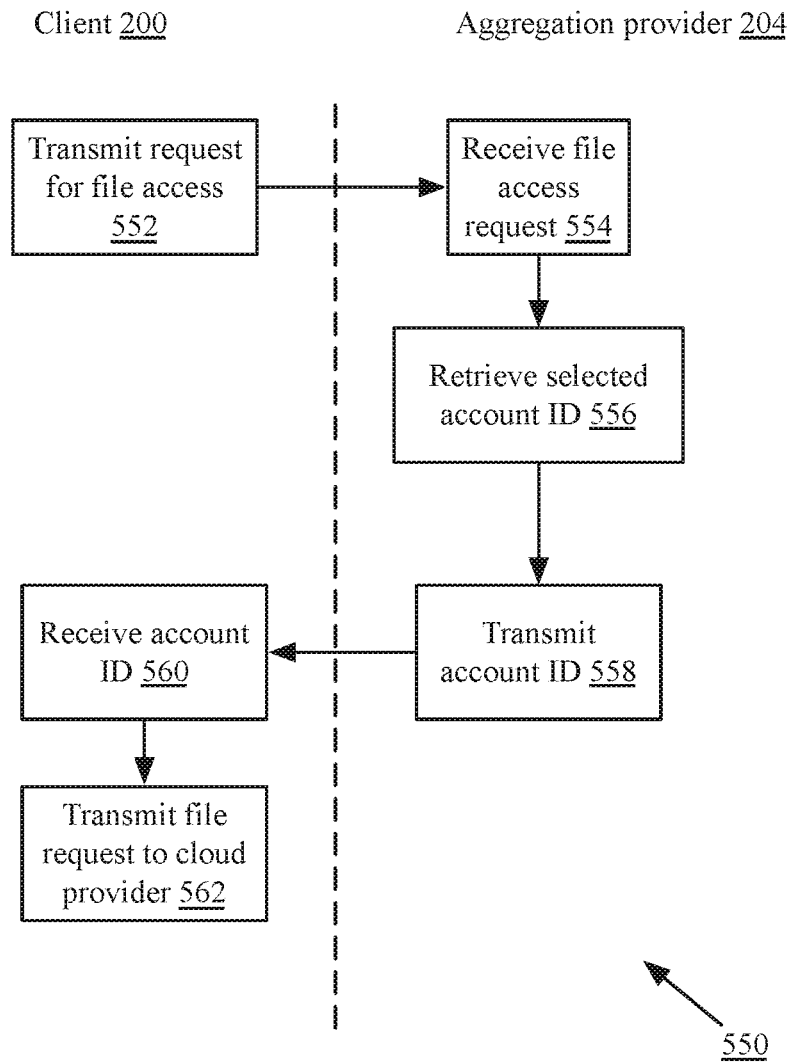 Client 200
Aggregation provider 204
Transmit request
for file access
552
Receive file
access
request 554
Retrieve selected
account ID 556
Transmit
account ID 558
Receive account
ID 560
Transmit file
request to cloud
provider 562
550